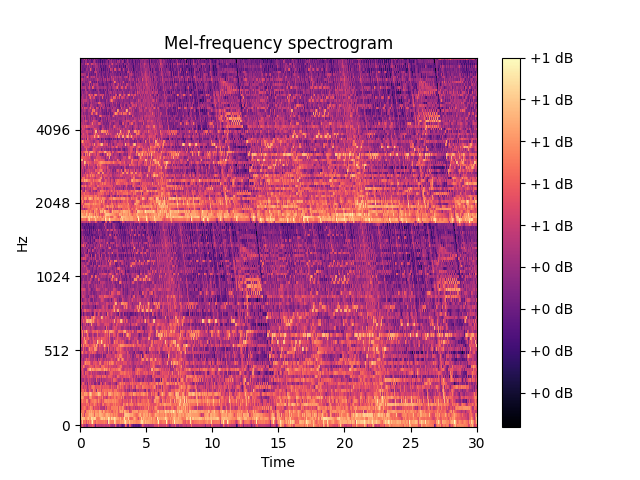 Mel-frequency spectrogram
Hz
4096
2048
1024
512
0
0 5 10 15 20 25 30
Time
+1 dB
+1 dB
+1 dB
+1 dB
+1 dB
+0 dB
+0 dB
+0 dB
+0 dB